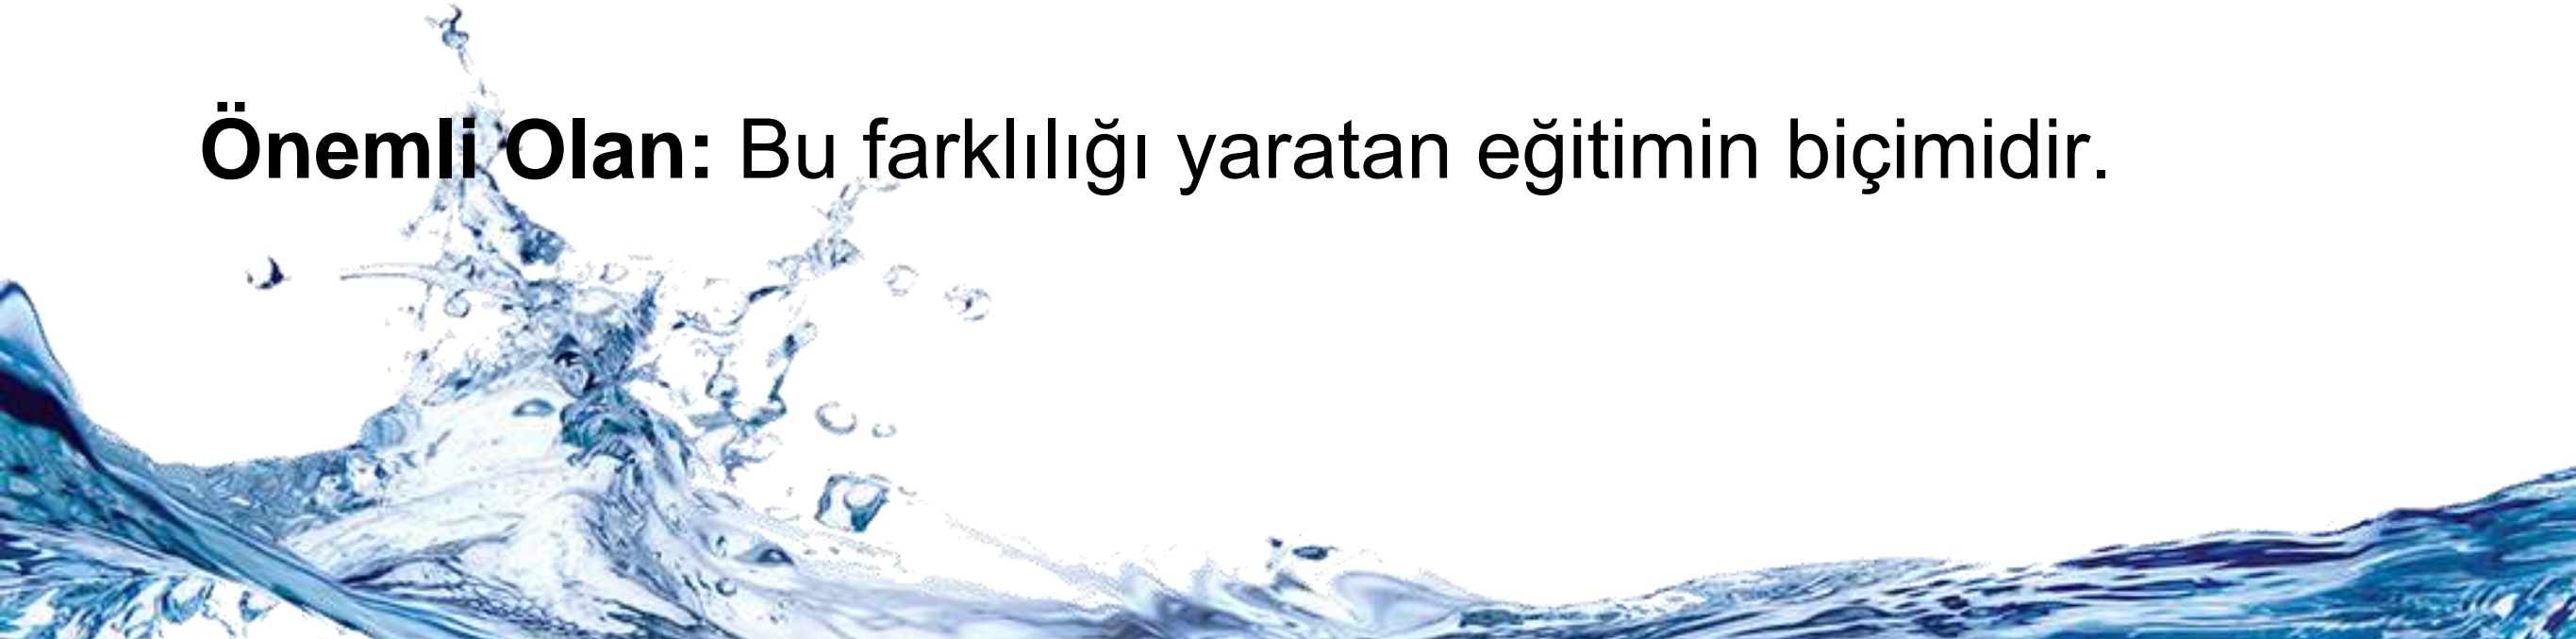 Önemli Olan: Bu farklılığı yaratan eğitimin biçimidir.